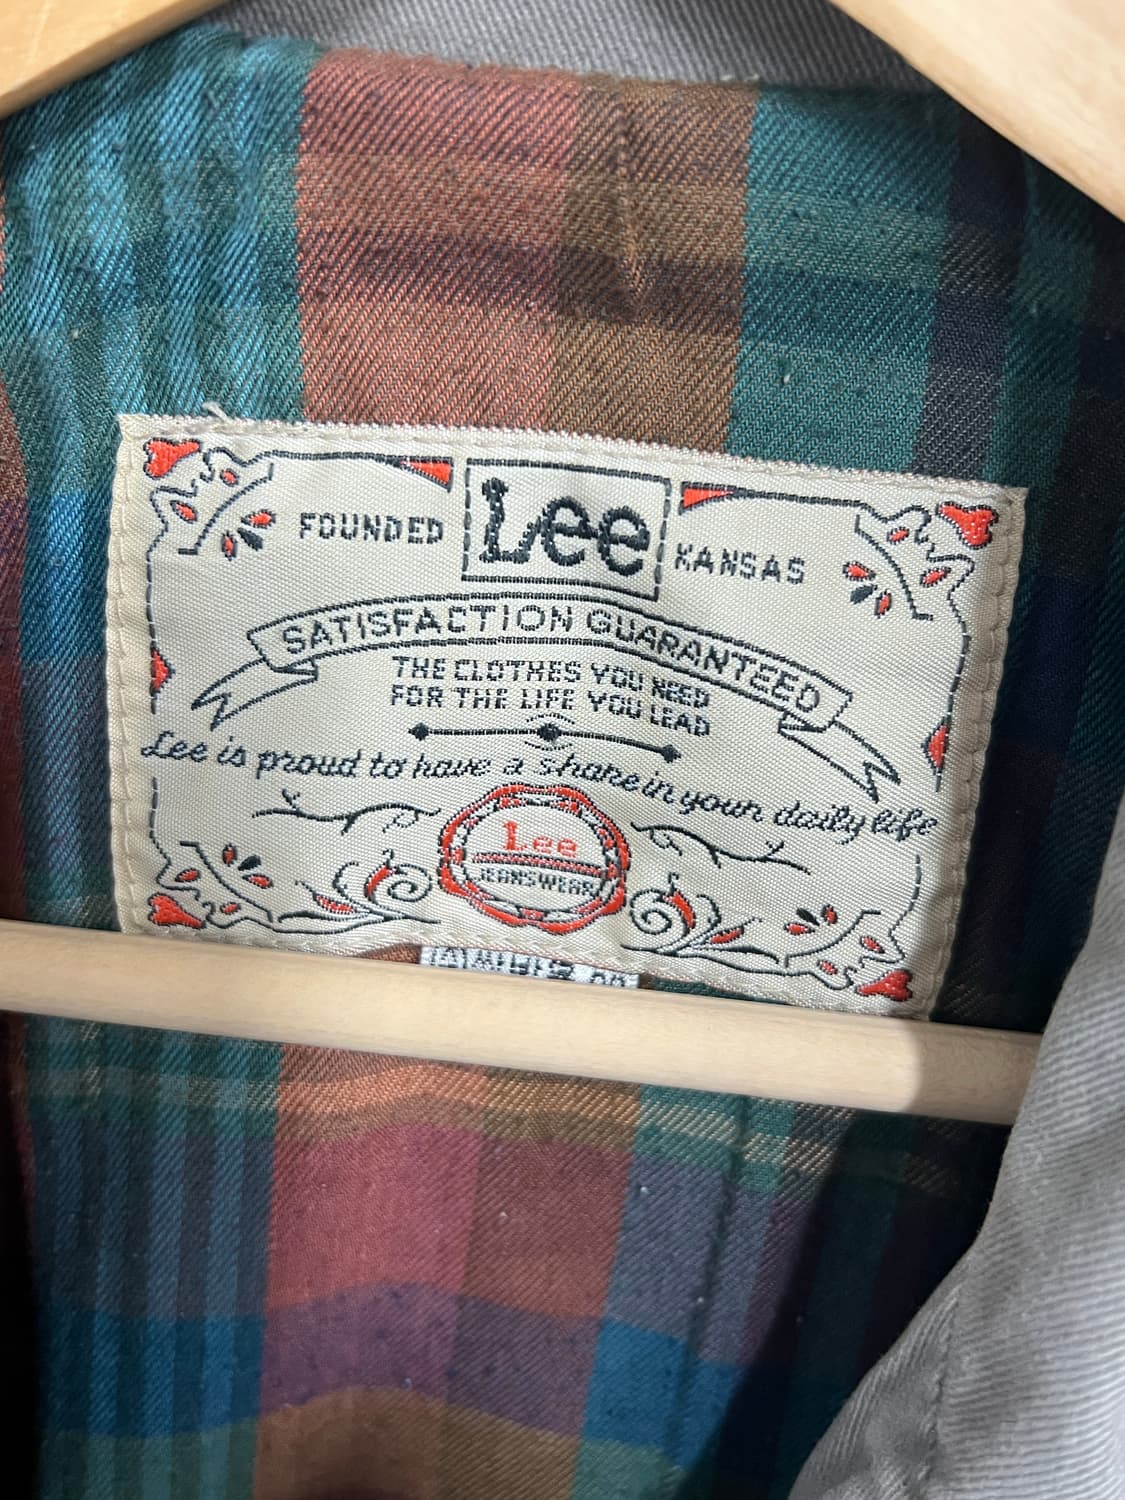 FOUNDED Lee KANSAS
SATISFACTION GUARANTEED
THE CLOTHES YOU NEED
FOR THE LIFE YOU LEAD
Lee is proud to have a share in your daily life
Lee
JEANSWEAR